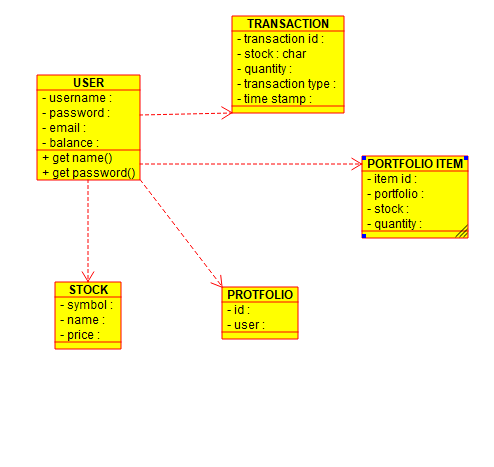 TRANSACTION
- transaction id :
- stock : char
- quantity :
- transaction type :
- time stamp :
USER
- username :
- password :
- email :
- balance :
+ get name()
+ get password()
PORTFOLIO ITEM
- item id :
- portfolio :
- stock :
- quantity :
STOCK
- symbol :
- name :
- price :
PROTFOLIO
- id :
- user :